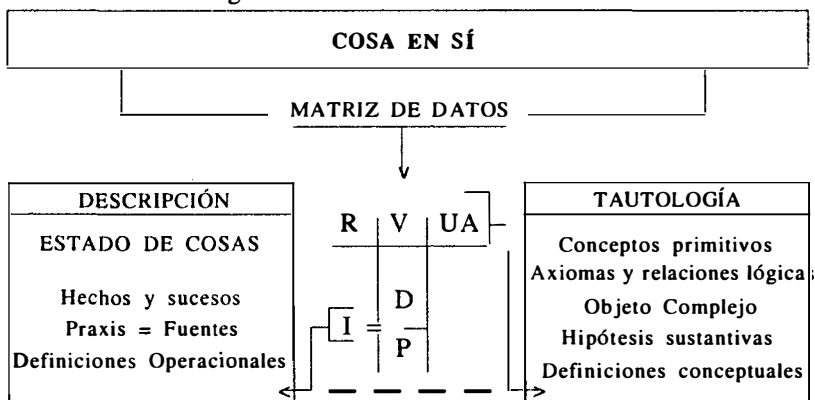 COSA EN SÍ
MATRIZ DE DATOS
DESCRIPCIÓN
ESTADO DE COSAS
Hechos y sucesos
Praxis = Fuentes
Definiciones Operacionales
R V UA
I = D
P
TAUTOLOGÍA
Conceptos primitivos
Axiomas y relaciones lógicas
Objeto Complejo
Hipótesis sustantivas
Definiciones conceptuales